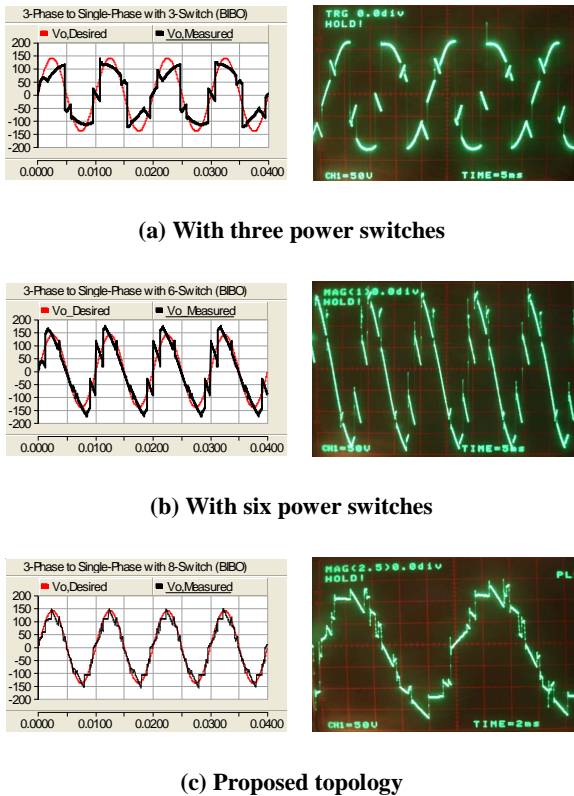 3-Phase to Single-Phase with 3-Switch (BIBO)
Vo,Desired Vo,Measured
200
150
100
50
0
-50
-100
-150
-200
0.0000 0.0100 0.0200 0.0300 0.0400
TRG 0.0div
HOLD!
CH1=50V TIME=5ms
(a) With three power switches
3-Phase to Single-Phase with 6-Switch (BIBO)
Vo_Desired Vo_Measured
200
150
100
50
0
-50
-100
-150
-200
0.0000 0.0100 0.0200 0.0300 0.0400
MAG(1)0.0div
HOLD!
CH1=50V TIME=5ms
(b) With six power switches
3-Phase to Single-Phase with 8-Switch (BIBO)
Vo,Desired Vo,Measured
200
150
100
50
0
-50
-100
-150
-200
0.0000 0.0100 0.0200 0.0300 0.0400
MAG(2.5)0.0div
HOLD!
PL
CH1=50V TIME=2ms
(c) Proposed topology